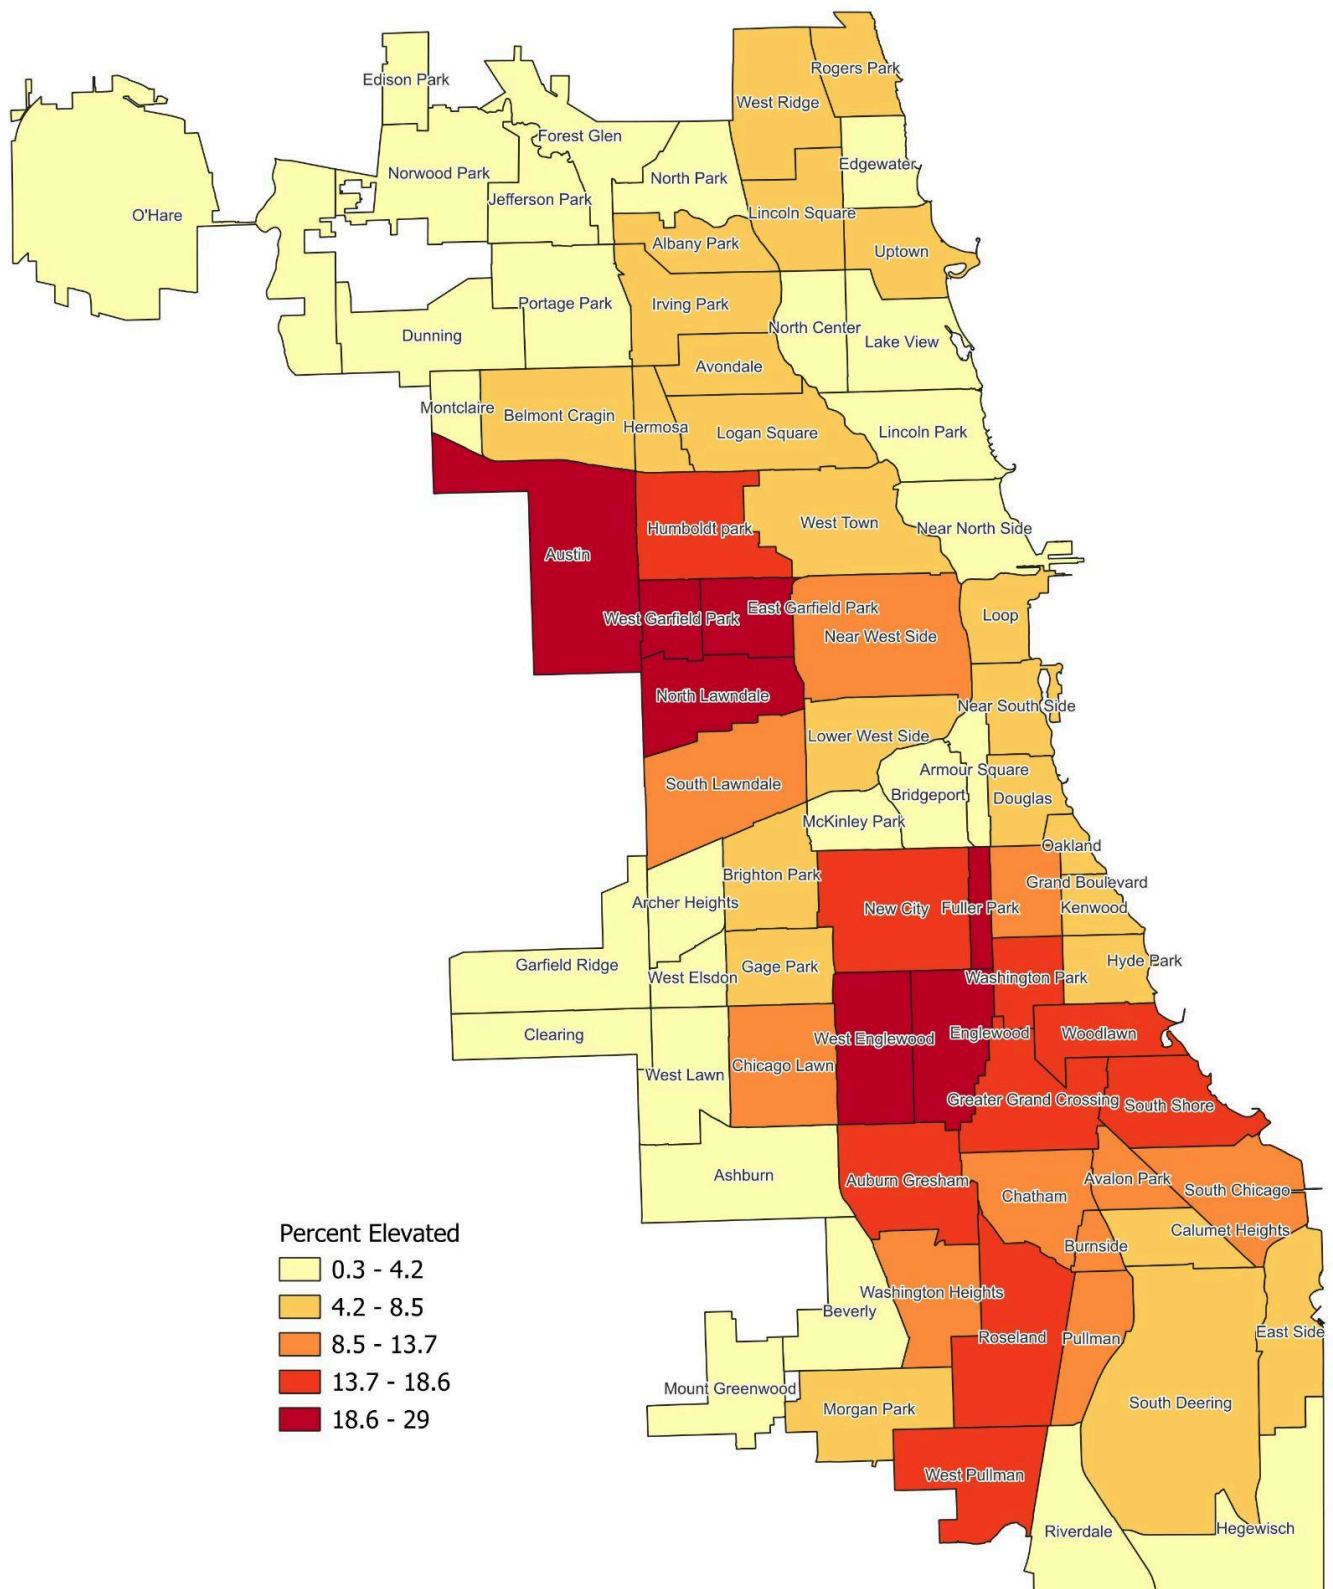 Rogers Park
Edison Park
West Ridge
Forest Glen
Edgewater
Norwood Park
North Park
Jefferson Park
O'Hare
Lincoln Square
Albany Park
Uptown
Portage Park
Irving Park
North Center
Dunning
Lake View
Avondale
Montclaire
Belmont Cragin
Hermosa
Logan Square
Lincoln Park
West Town
Humboldt park
Near North Side
Austin
East Garfield Park
Loop
West Garfield Park
Near West Side
North Lawndale
Near South Side
Lower West Side
Armour Square
South Lawndale
Bridgeport
Douglas
McKinley Park
Oakland
Brighton Park
Grand Boulevard
Archer Heights
New City
Fuller Park
Kenwood
Hyde Park
Garfield Ridge
Gage Park
West Elsdon
Washington Park
Clearing
West Englewood
Englewood
Woodlawn
Chicago Lawn
West Lawn
Greater Grand Crossing
South Shore
Ashburn
Auburn Gresham
Avalon Park
Chatham
South Chicago
Calumet Heights
Burnside
Washington Heights
Beverly
East Side
Roseland
Pullman
Mount Greenwood
South Deering
Morgan Park
West Pullman
Hegewisch
Riverdale
Percent Elevated
0.3 - 4.2
4.2 - 8.5
8.5 - 13.7
13.7 - 18.6
18.6 - 29